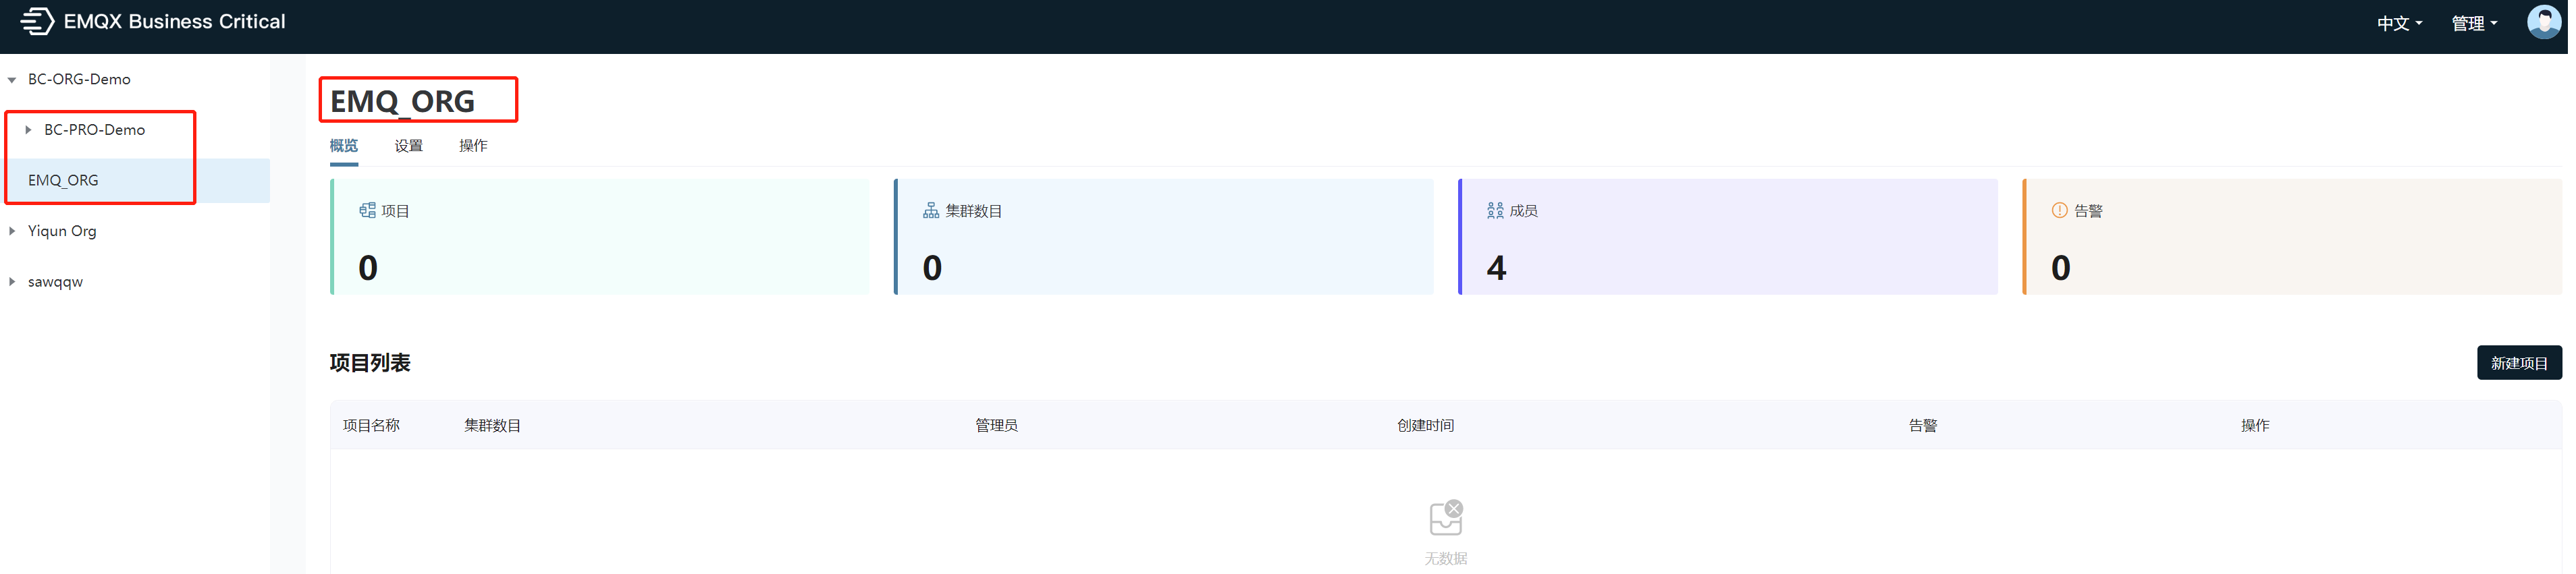 EMQX Business Critical
中文
管理
BC-ORG-Demo
BC-PRO-Demo
EMQ_ORG
Yiqun Org
sawqqw
EMQ_ORG
概览 设置 操作
项目
0
集群数目
0
成员
4
告警
0
项目列表
新建项目
项目名称 集群数目 管理员 创建时间 告警 操作
无数据